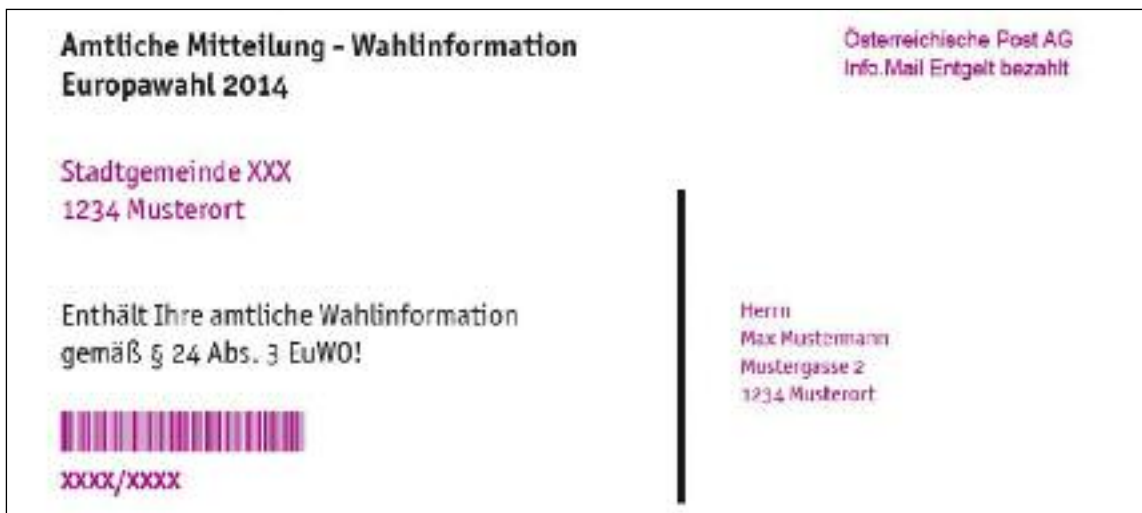 Amtliche Mitteilung - Wahlinformation
Europawahl 2014
Österreichische Post AG
Info.Mail Entgelt bezahlt
Stadtgemeinde XXX
1234 Musterort
Enthält Ihre amtliche Wahlinformation
gemäß § 24 Abs. 3 EuWO!
xxxx/xxxx
Herrn
Max Mustermann
Mustergasse 2
1234 Musterort